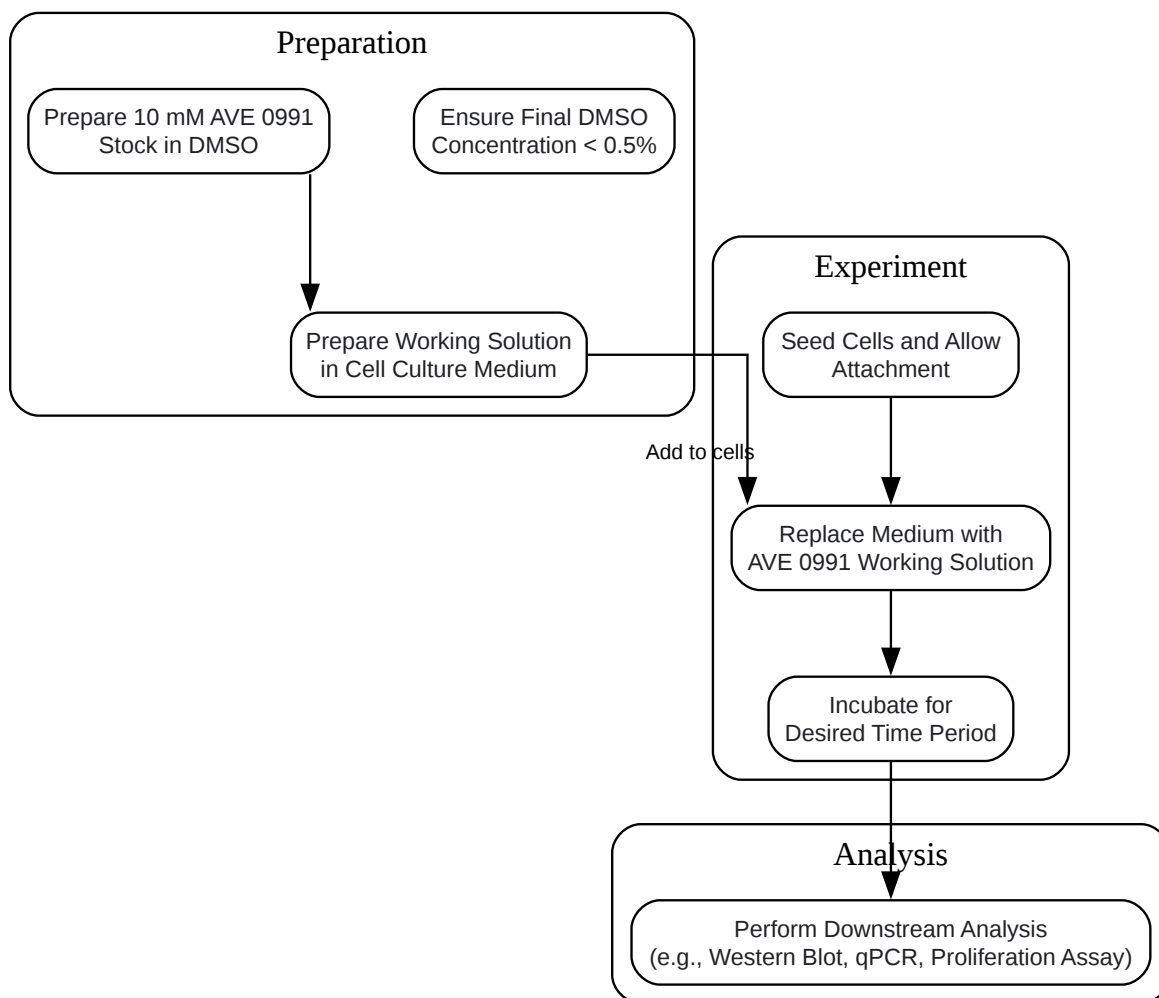 Preparation
Prepare 10 mM AVE 0991
Stock in DMSO
Ensure Final DMSO
Concentration < 0.5%
Prepare Working Solution
in Cell Culture Medium
Add to cells
Experiment
Seed Cells and Allow
Attachment
Replace Medium with
AVE 0991 Working Solution
Incubate for
Desired Time Period
Analysis
Perform Downstream Analysis
(e.g., Western Blot, qPCR, Proliferation Assay)